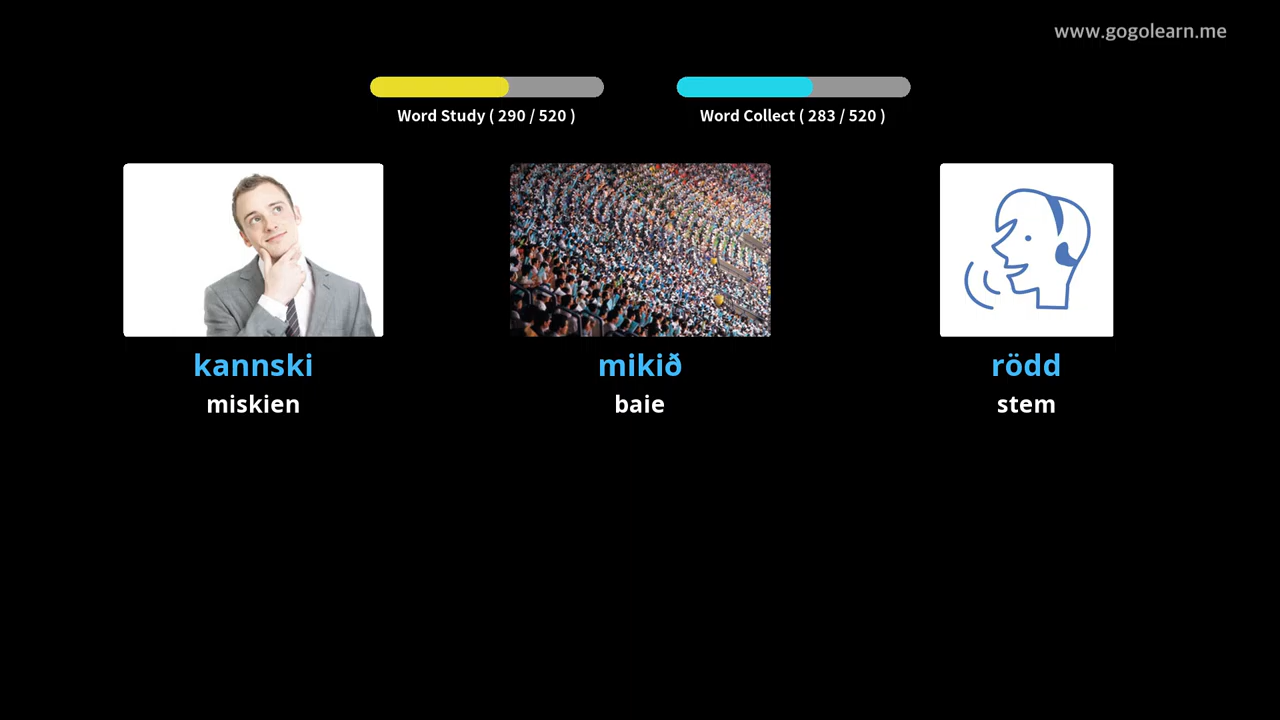 www.gogolearn.me
Word Study ( 290 / 520 )
Word Collect ( 283 / 520 )
kannski
mikið
rödd
miskien
baie
stem